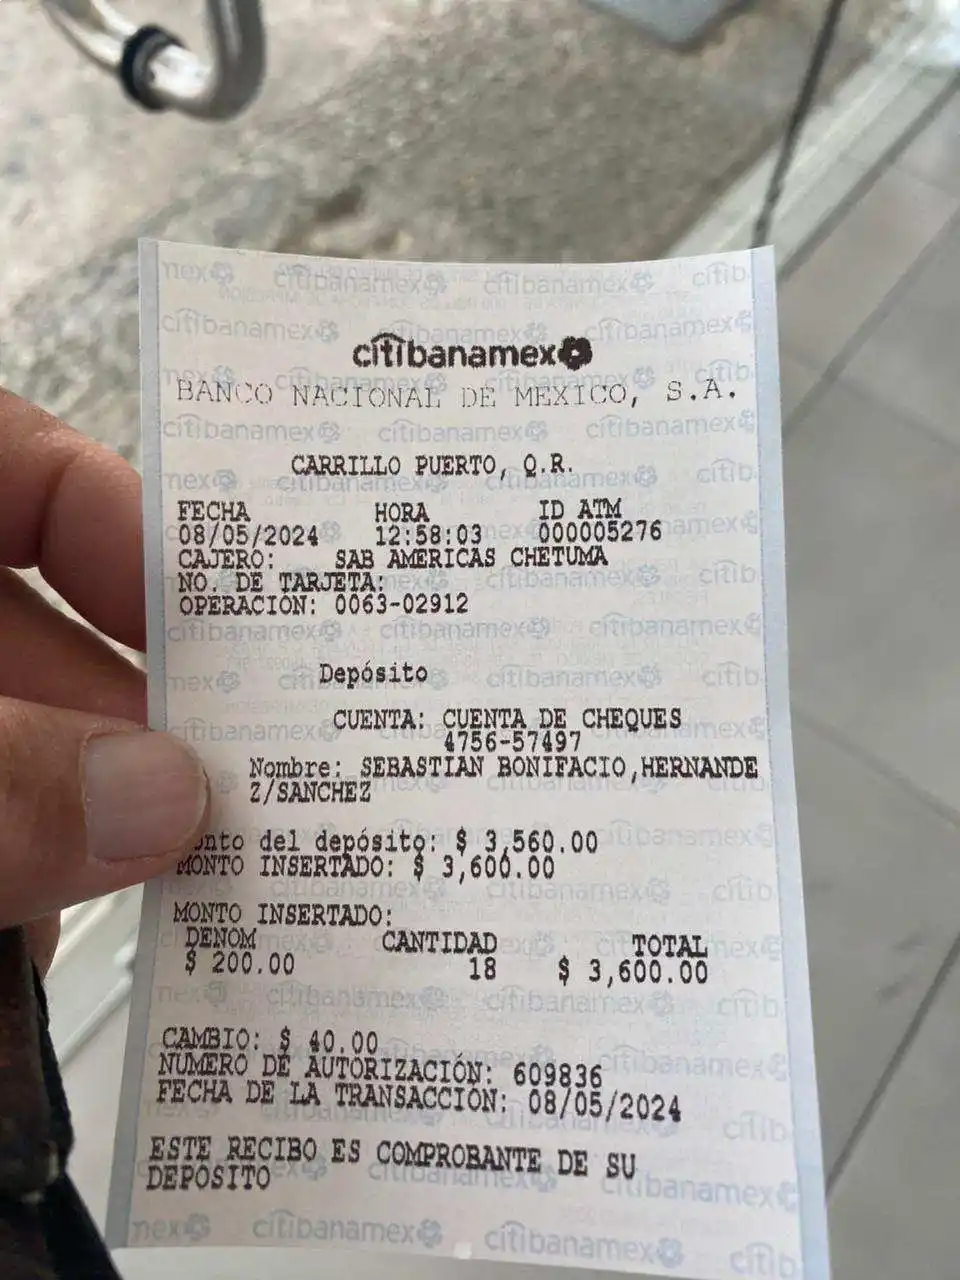 citibanamex
BANCO NACIONAL DE MEXICO, S.A.
CARRILLO PUERTO, Q.R.
FECHA HORA ID ATM
08/05/2024 12:58:03 000005276
CAJERO: SAB AMERICAS CHETUMA
NO. DE TARJETA:
OPERACIÓN: 0063-02912
Depósito
CUENTA: CUENTA DE CHEQUES
4756-57497
Nombre: SEBASTIAN BONIFACIO,HERNANDE
Z/SANCHEZ
onto del depósito: $ 3,560.00
MONTO INSERTADO: $ 3,600.00
MONTO INSERTADO:
DENOM CANTIDAD TOTAL
$ 200.00 18 $ 3,600.00
CAMBIO: $ 40.00
NUMERO DE AUTORIZACIÓN: 609836
FECHA DE LA TRANSACCIÓN: 08/05/2024
ESTE RECIBO ES COMPROBANTE DE SU
DEPÓSITO